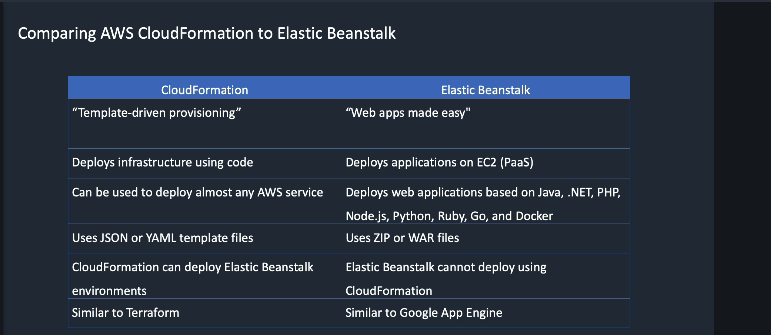 Comparing AWS CloudFormation to Elastic Beanstalk
CloudFormation Elastic Beanstalk
“Template-driven provisioning” “Web apps made easy"
Deploys infrastructure using code Deploys applications on EC2 (PaaS)
Can be used to deploy almost any AWS service Deploys web applications based on Java, .NET, PHP,
Node.js, Python, Ruby, Go, and Docker
Uses JSON or YAML template files Uses ZIP or WAR files
CloudFormation can deploy Elastic Beanstalk Elastic Beanstalk cannot deploy using
environments CloudFormation
Similar to Terraform Similar to Google App Engine